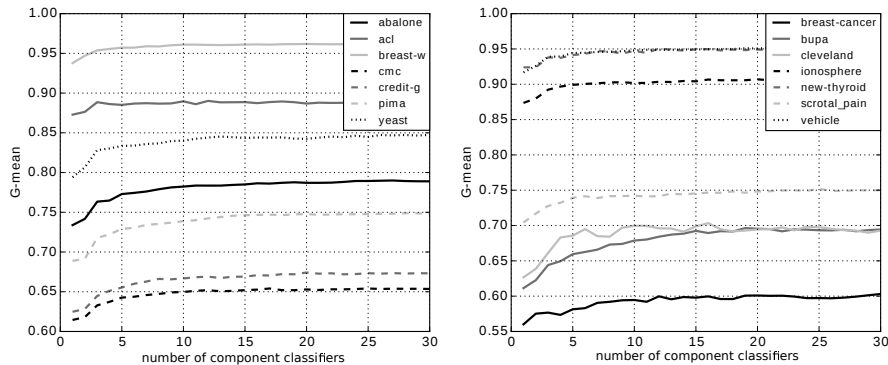 1.00
0.95
0.90
0.85
0.80
0.75
0.70
0.65
0.60
G-mean
0
5
10
15
20
25
30
number of component classifiers
abalone
acl
breast-w
cmc
credit-g
pima
yeast
1.00
0.95
0.90
0.85
0.80
0.75
0.70
0.65
0.60
0.55
G-mean
0
5
10
15
20
25
30
number of component classifiers
breast-cancer
bupa
cleveland
ionosphere
new-thyroid
scrotal_pain
vehicle